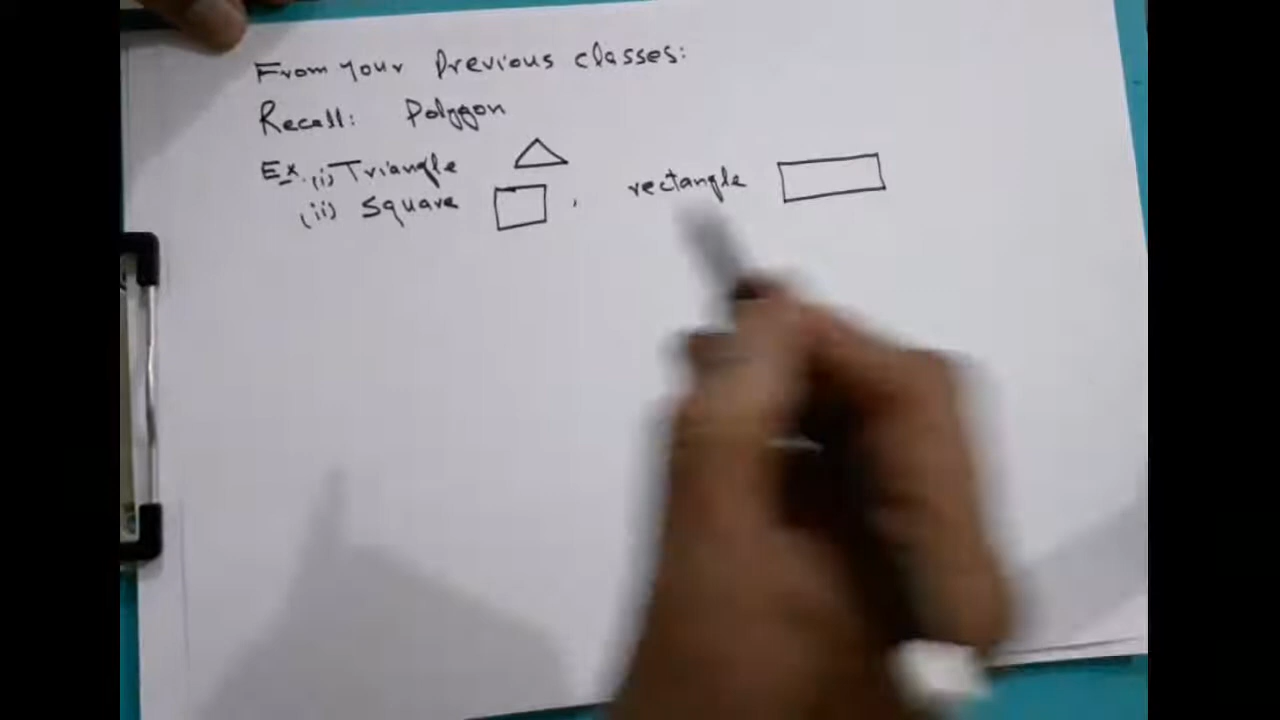 From your Previous classes:
Recall: Polygon
Ex. (i) Triangle
(ii) Square , rectangle